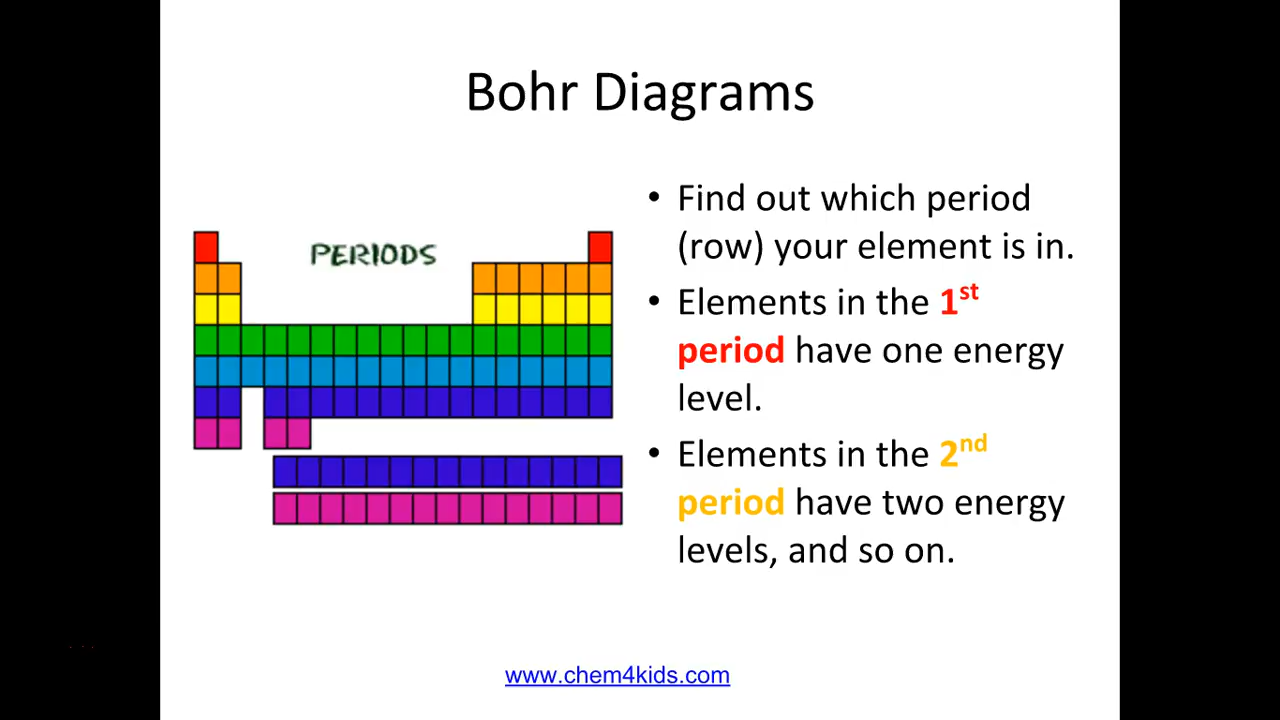 Bohr Diagrams
PERIODS
• Find out which period
(row) your element is in.
• Elements in the 1st
period have one energy
level.
• Elements in the 2nd
period have two energy
levels, and so on.
www.chem4kids.com